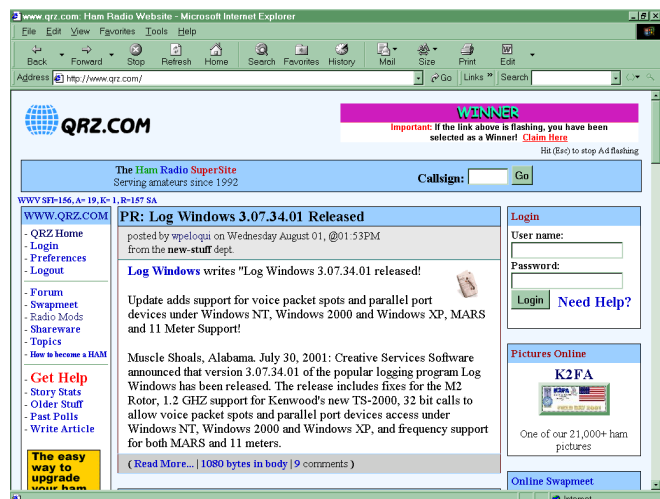 www.qrz.com: Ham Radio Website - Microsoft Internet Explorer
File Edit View Favorites Tools Help
Back Forward Stop Refresh Home Search Favorites History Mail Size Print Edit
Address http://www.qrz.com/ Go Links » Search
QRZ.COM
WINNER
Important: If the link above is flashing, you have been
selected as a Winner! Claim Here
Hit (Esc) to stop Ad flashing
The Ham Radio SuperSite
Serving amateurs since 1992
Callsign: Go
WWV SFI=156, A= 19, K= 1, R=157 SA
WWW.QRZ.COM
- QRZ Home
- Login
- Preferences
- Logout
- Forum
- Swapmeet
- Radio Mods
- Shareware
- Topics
- How to become a HAM
- Get Help
- Story Stats
- Older Stuff
- Past Polls
- Write Article
The easy
way to
upgrade
your ham
PR: Log Windows 3.07.34.01 Released
posted by wpeloqui on Wednesday August 01, @01:53PM
from the new-stuff dept.
Log Windows writes "Log Windows 3.07.34.01 released!
Update adds support for voice packet spots and parallel port
devices under Windows NT, Windows 2000 and Windows XP, MARS
and 11 Meter Support!
Muscle Shoals, Alabama. July 30, 2001: Creative Services Software
announced that version 3.07.34.01 of the popular logging program Log
Windows has been released. The release includes fixes for the M2
Rotor, 1.2 GHZ support for Kenwood's new TS-2000, 32 bit calls to
allow voice packet spots and parallel port devices access under
Windows NT, Windows 2000 and Windows XP, and frequency support
for both MARS and 11 meters.
( Read More... | 1080 bytes in body | 9 comments )
Login
User name:
Password:
Login Need Help?
Pictures Online
K2FA
FIELD DAY 2001
One of our 21,000+ ham
pictures
Online Swapmeet
Internet